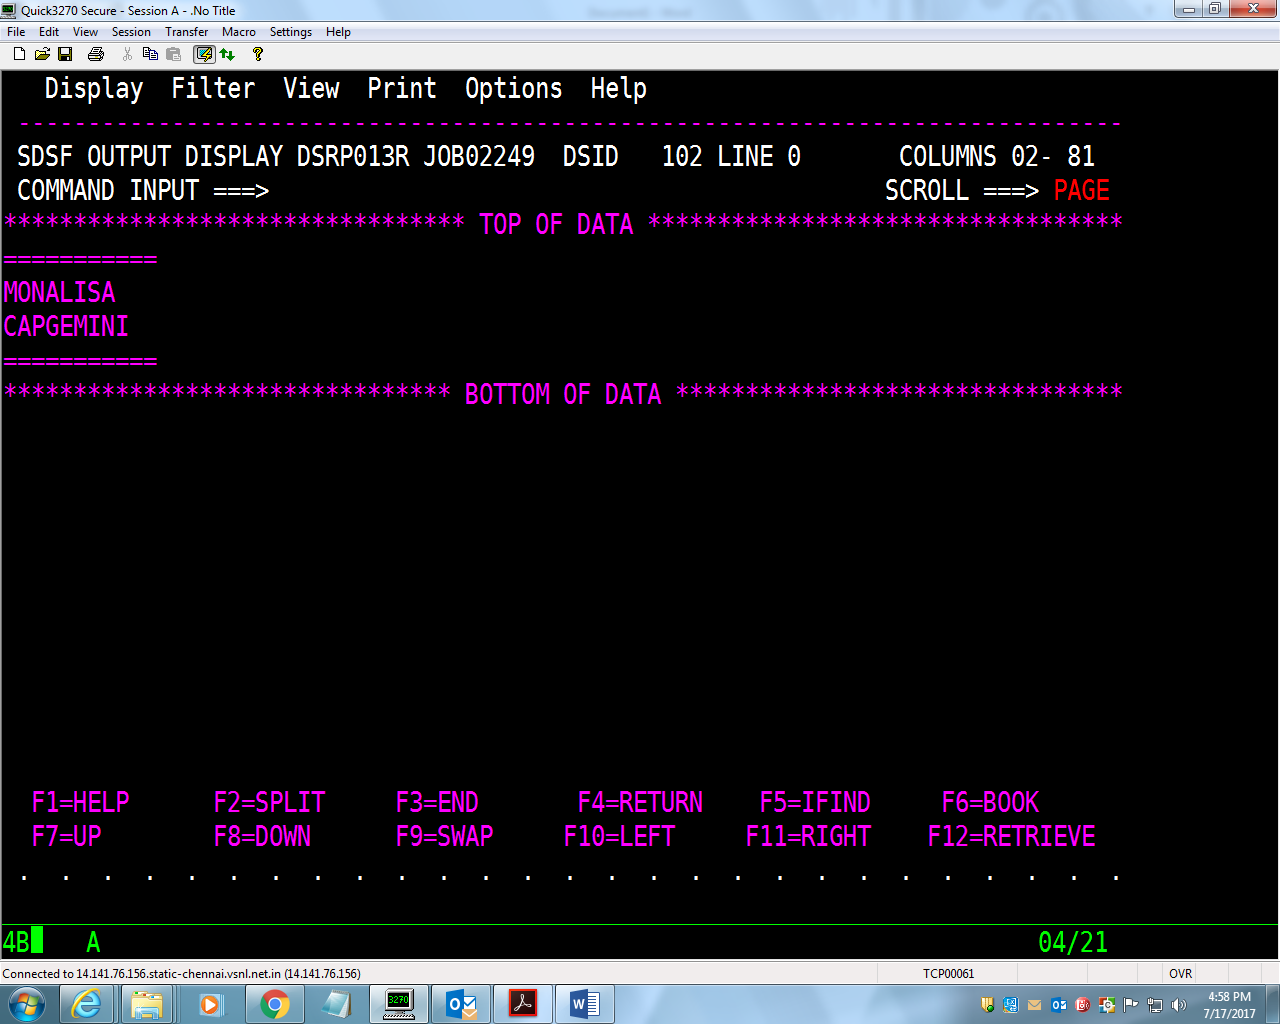 Quick3270 Secure - Session A - .No Title
File Edit View Session Transfer Macro Settings Help
Display Filter View Print Options Help
-------------------------------------------------------------------------------
SDSF OUTPUT DISPLAY DSRP013R JOB02249 DSID 102 LINE 0 COLUMNS 02- 81
COMMAND INPUT ===> SCROLL ===> PAGE
********************************* TOP OF DATA **********************************
===========
MONALISA
CAPGEMINI
===========
******************************** BOTTOM OF DATA ********************************
F1=HELP F2=SPLIT F3=END F4=RETURN F5=IFIND F6=BOOK
F7=UP F8=DOWN F9=SWAP F10=LEFT F11=RIGHT F12=RETRIEVE
. . . . . . . . . . . . . . . . . . . . . . . . . . .
4B A 04/21
Connected to 14.141.76.156.static-chennai.vsnl.net.in (14.141.76.156) TCP00061 OVR
3270
4:58 PM
7/17/2017